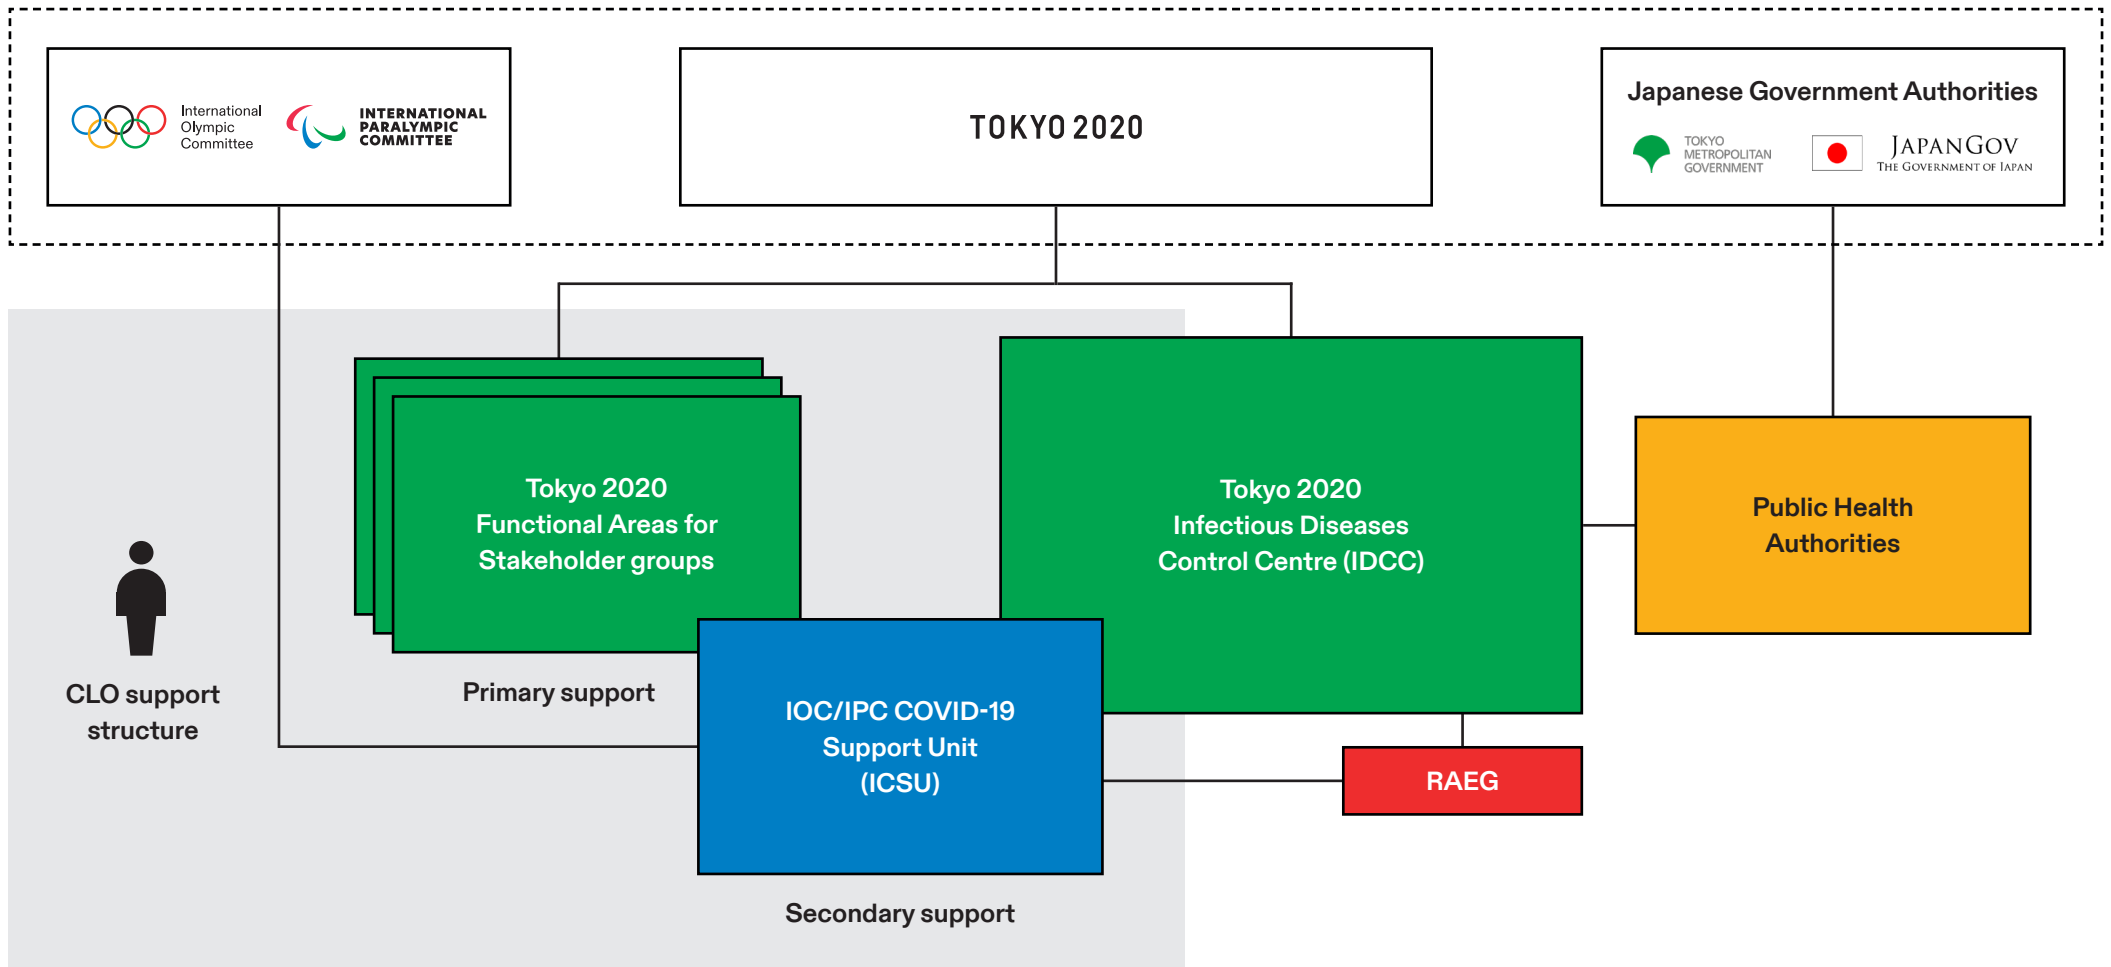 International
Olympic
Committee
INTERNATIONAL
PARALYMPIC
COMMITTEE
TOKYO 2020
Japanese Government Authorities
TOKYO
METROPOLITAN
GOVERNMENT
JAPANGOV
THE GOVERNMENT OF JAPAN
Tokyo 2020
Functional Areas for
Stakeholder groups
Tokyo 2020
Infectious Diseases
Control Centre (IDCC)
Public Health
Authorities
CLO support
structure
Primary support
IOC/IPC COVID-19
Support Unit
(ICSU)
RAEG
Secondary support